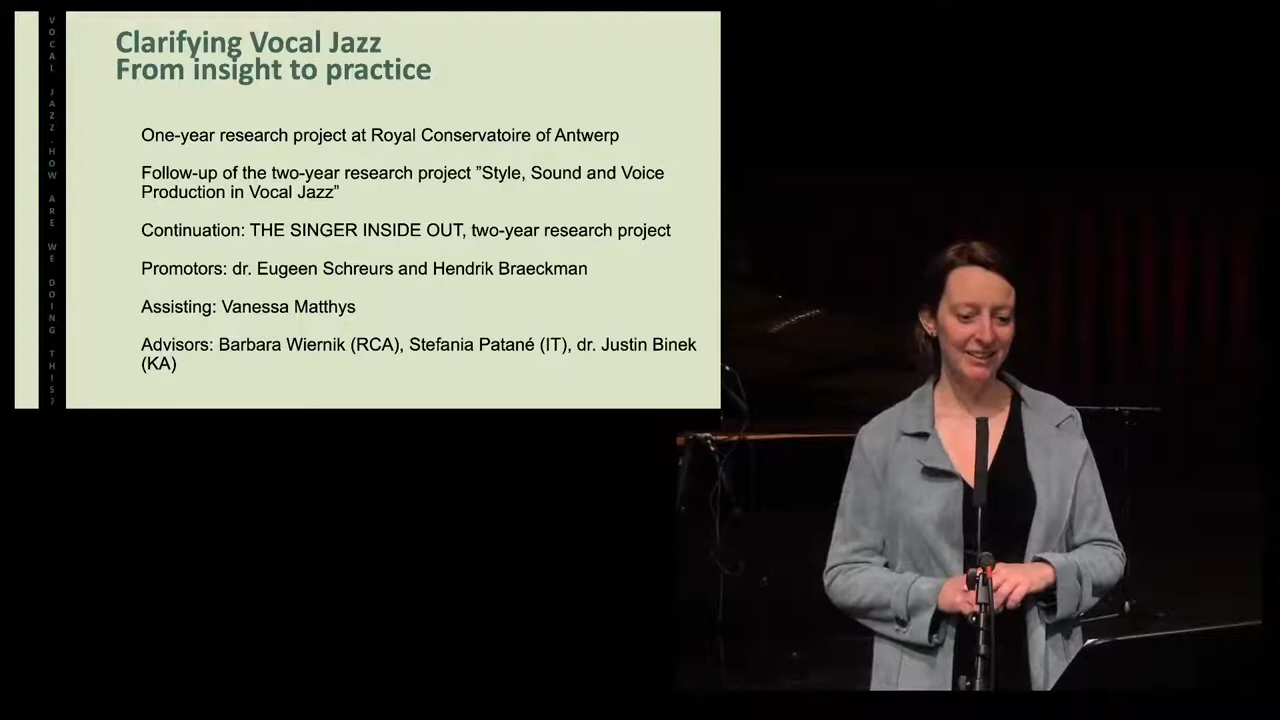 VOCAL JAZZ-HOW ARE WE DOING THIS?
Clarifying Vocal Jazz
From insight to practice
One-year research project at Royal Conservatoire of Antwerp
Follow-up of the two-year research project ”Style, Sound and Voice
Production in Vocal Jazz”
Continuation: THE SINGER INSIDE OUT, two-year research project
Promotors: dr. Eugeen Schreurs and Hendrik Braeckman
Assisting: Vanessa Matthys
Advisors: Barbara Wiernik (RCA), Stefania Patané (IT), dr. Justin Binek
(KA)